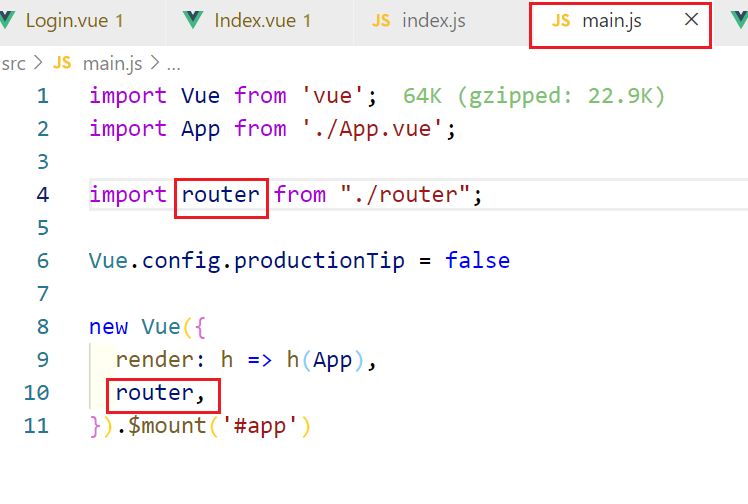 Login.vue 1 Index.vue 1 JS index.js JS main.js ×
src > JS main.js > ...
1 import Vue from 'vue'; 64K (gzipped: 22.9K)
2 import App from './App.vue';
3
4 import router from "./router";
5
6 Vue.config.productionTip = false
7
8 new Vue({
9 render: h => h(App),
10 router,
11 }).$mount('#app')